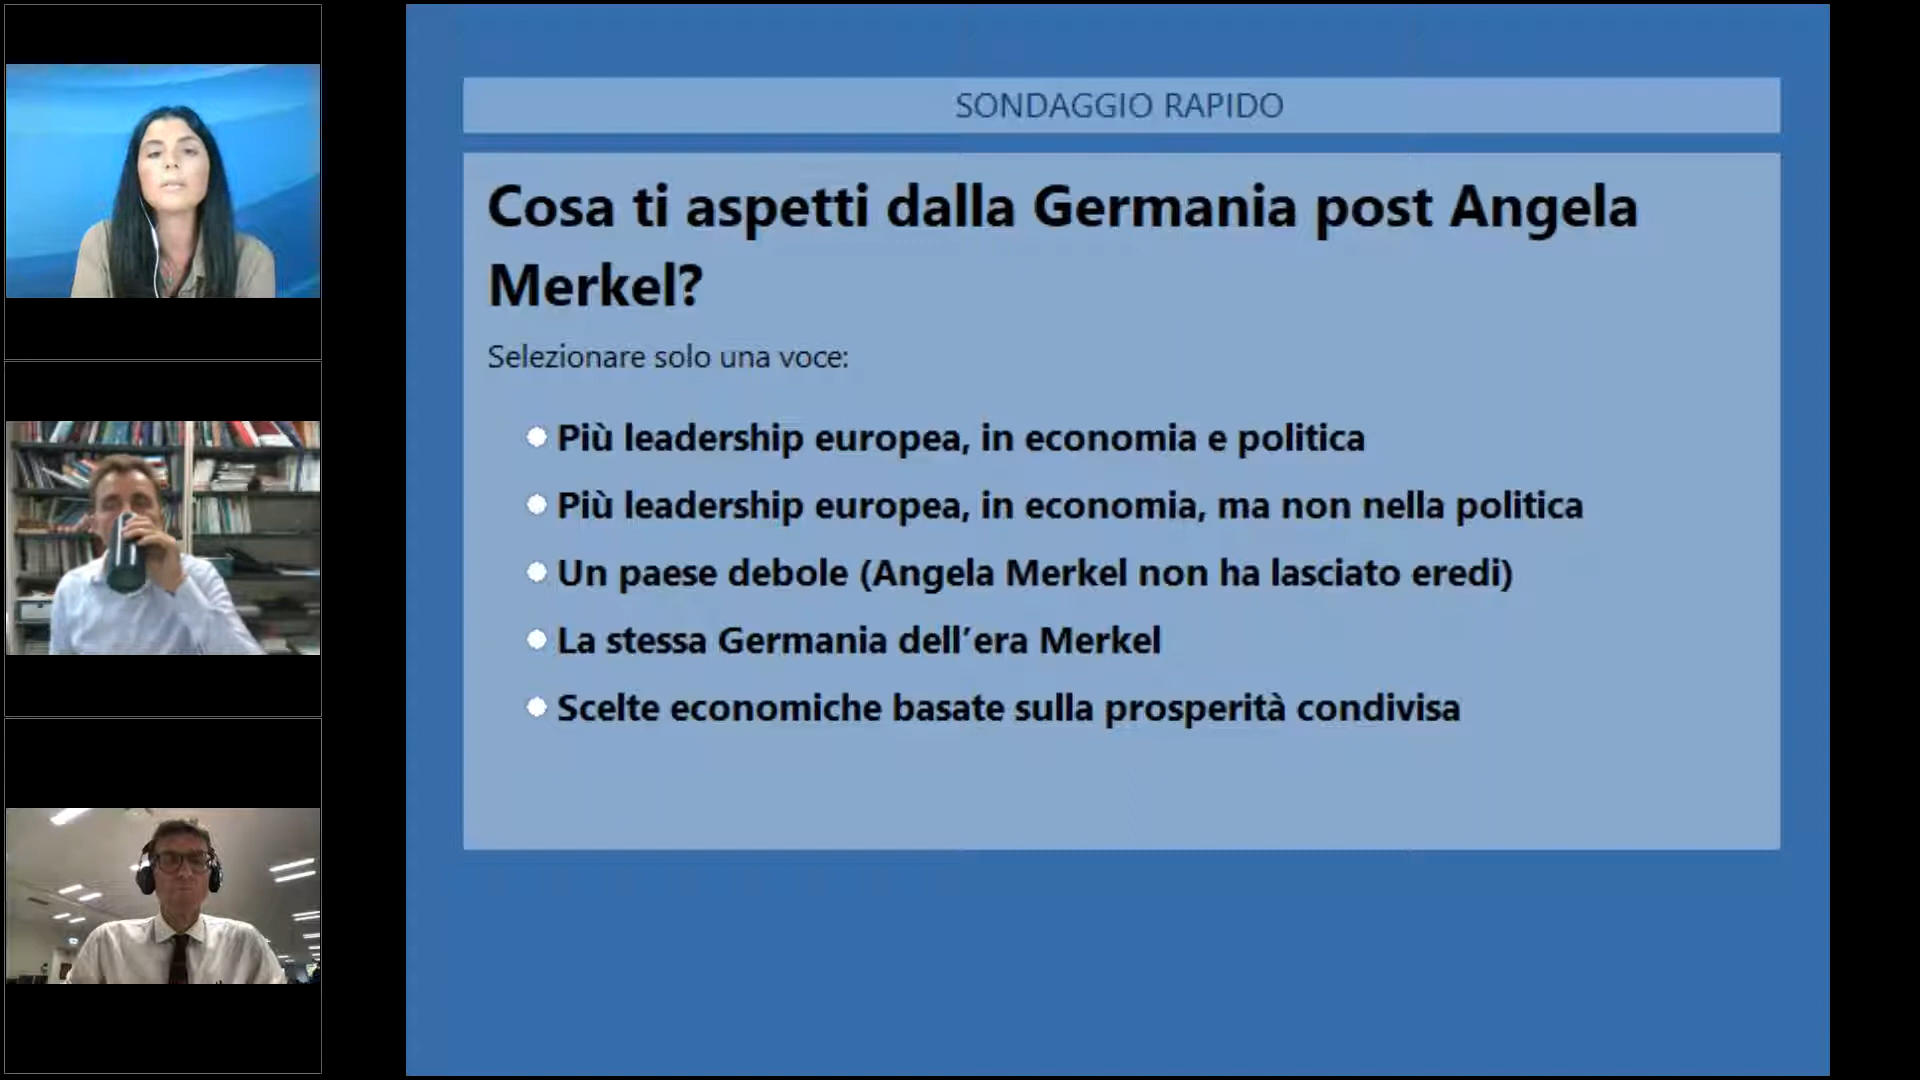 SONDAGGIO RAPIDO
Cosa ti aspetti dalla Germania post Angela
Merkel?
Selezionare solo una voce:
Più leadership europea, in economia e politica
Più leadership europea, in economia, ma non nella politica
Un paese debole (Angela Merkel non ha lasciato eredi)
La stessa Germania dell’era Merkel
Scelte economiche basate sulla prosperità condivisa